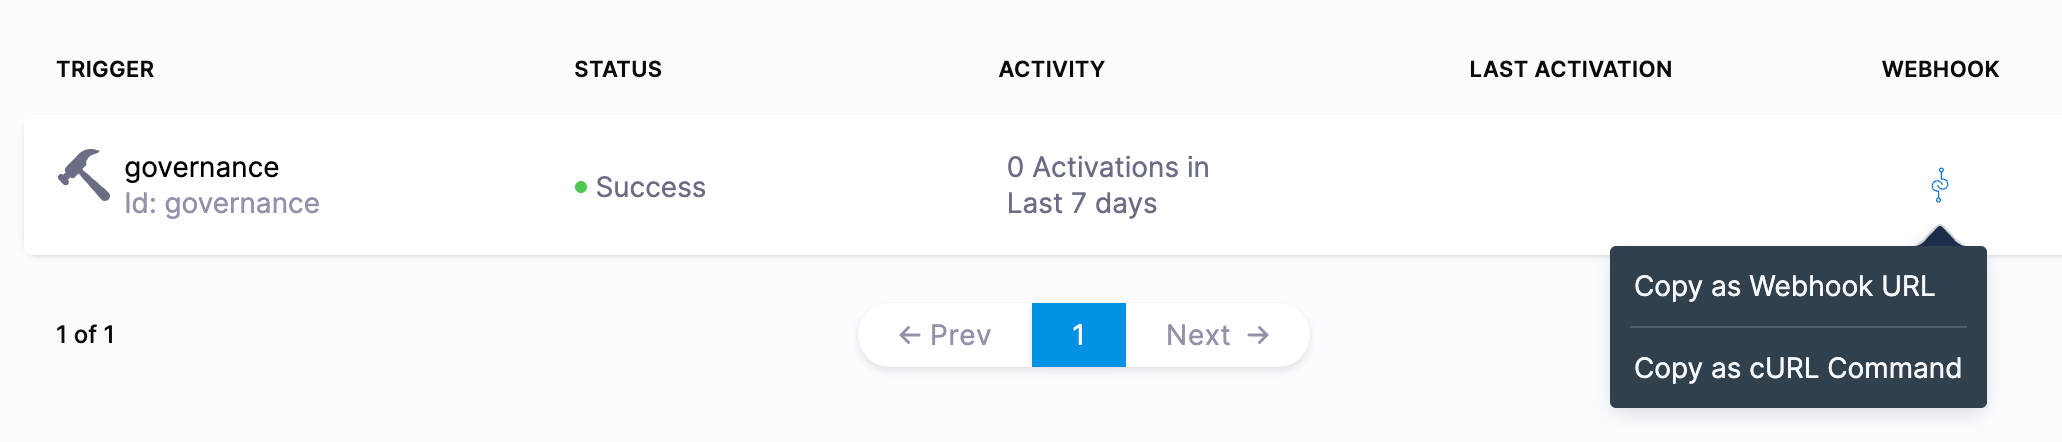 TRIGGER STATUS ACTIVITY LAST ACTIVATION WEBHOOK
governance
Id: governance
Success
0 Activations in
Last 7 days
Copy as Webhook URL
Copy as cURL Command
1 of 1
← Prev 1 Next →